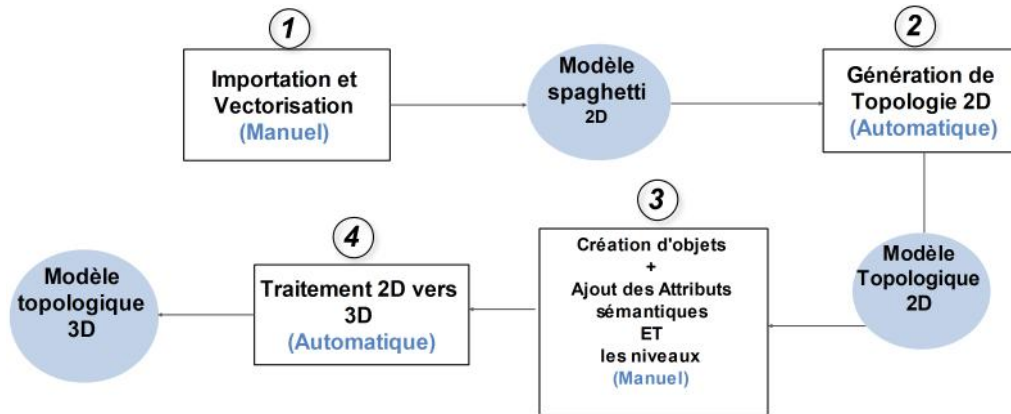 1
Importation et
Vectorisation
(Manuel)
Modèle
spaghetti
2D
2
Génération de
Topologie 2D
(Automatique)
Modèle
Topologique
2D
3
Création d'objets
+
Ajout des Attributs
sémantiques
ET
les niveaux
(Manuel)
4
Traitement 2D vers
3D
(Automatique)
Modèle
topologique
3D